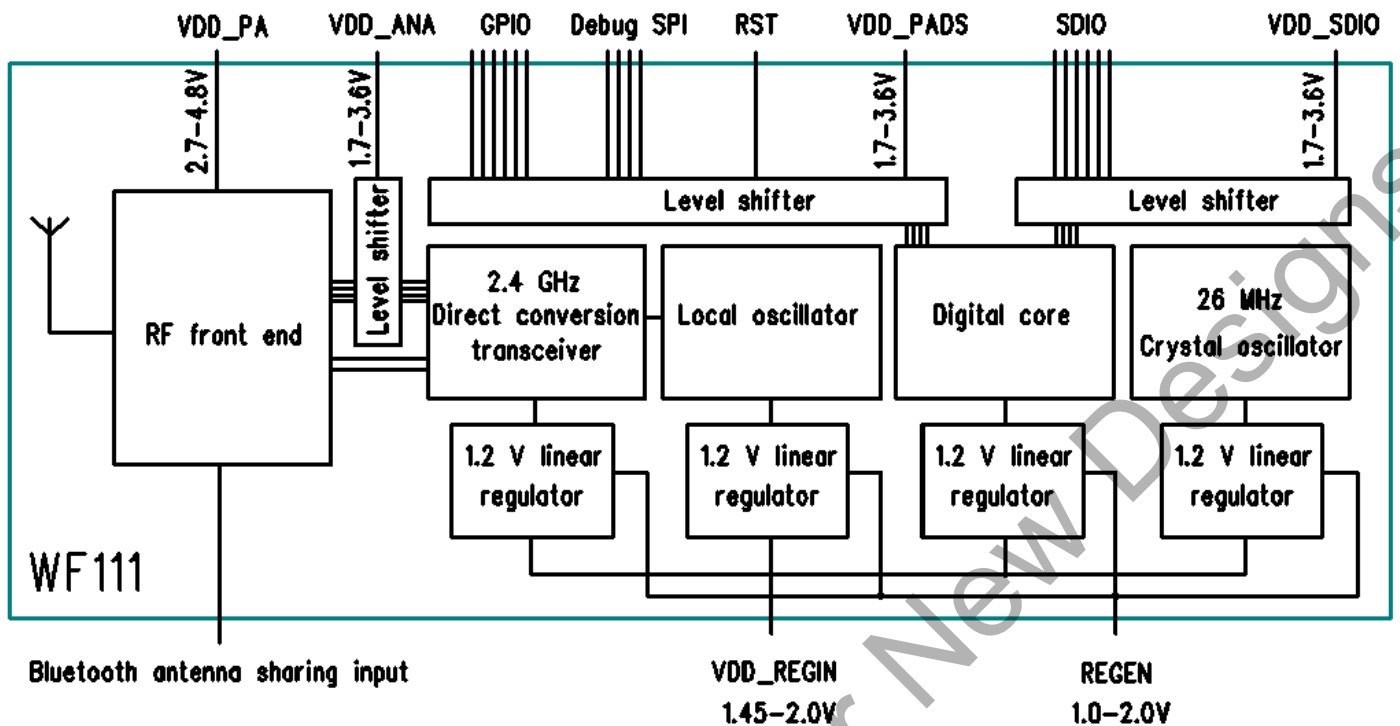 VDD_PA VDD_ANA GPIO Debug SPI RST VDD_PADS SDIO VDD_SDIO
2.7-4.8V
1.7-3.6V
1.7-3.6V
1.7-3.6V
Level shifter
Level shifter
Level shifter
RF front end
2.4 GHz
Direct conversion
transceiver
Local oscillator
Digital core
26 MHz
Crystal oscillator
1.2 V linear
regulator
1.2 V linear
regulator
1.2 V linear
regulator
1.2 V linear
regulator
WF111
Bluetooth antenna sharing input
VDD_REGIN
1.45-2.0V
REGEN
1.0-2.0V
r New Designs